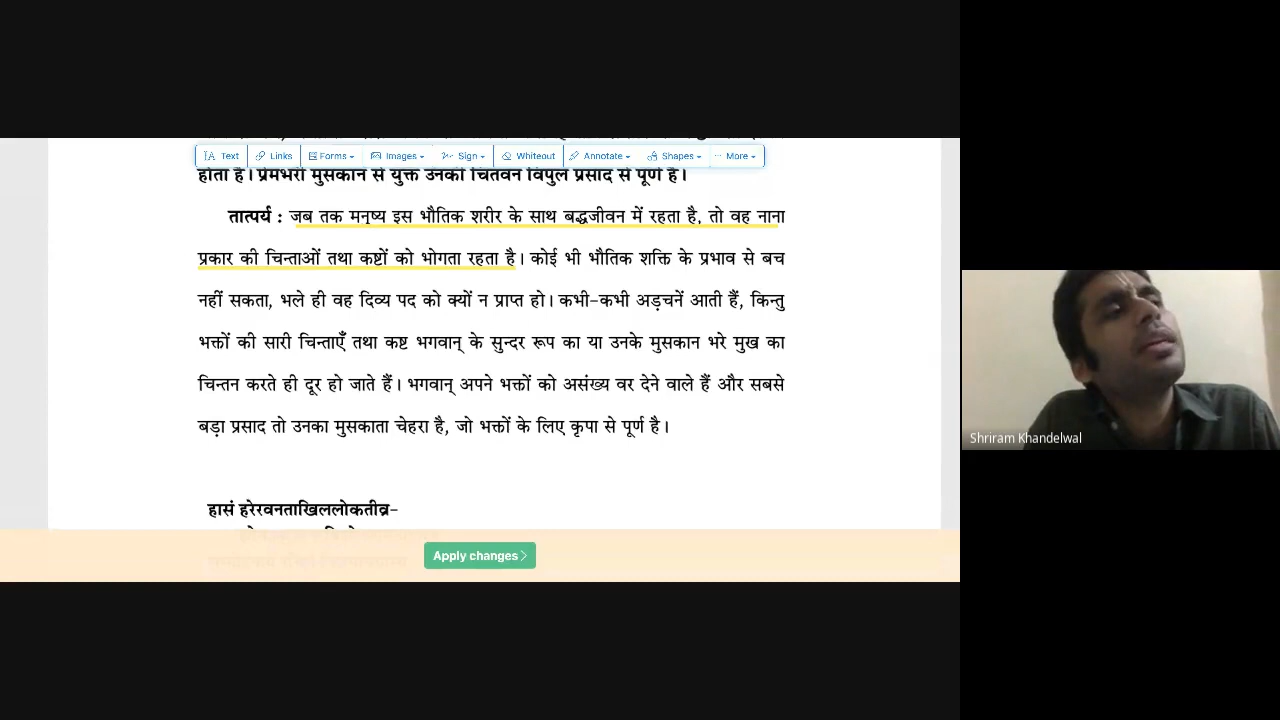 Text Links Forms Images Sign Whiteout Annotate Shapes More
होता है। प्रेमभरी मुसकान से युक्त उनकी चितवन विपुल प्रसाद से पूर्ण है।
तात्पर्य : जब तक मनुष्य इस भौतिक शरीर के साथ बद्धजीवन में रहता है, तो वह नाना
प्रकार की चिन्ताओं तथा कष्टों को भोगता रहता है। कोई भी भौतिक शक्ति के प्रभाव से बच
नहीं सकता, भले ही वह दिव्य पद को क्यों न प्राप्त हो। कभी-कभी अड़चनें आती हैं, किन्तु
भक्तों की सारी चिन्ताएँ तथा कष्ट भगवान् के सुन्दर रूप का या उनके मुसकान भरे मुख का
चिन्तन करते ही दूर हो जाते हैं। भगवान् अपने भक्तों को असंख्य वर देने वाले हैं और सबसे
बड़ा प्रसाद तो उनका मुसकाता चेहरा है, जो भक्तों के लिए कृपा से पूर्ण है।
Shriram Khandelwal
हासं हरेरवनताखिललोकतीव्र-
Apply changes